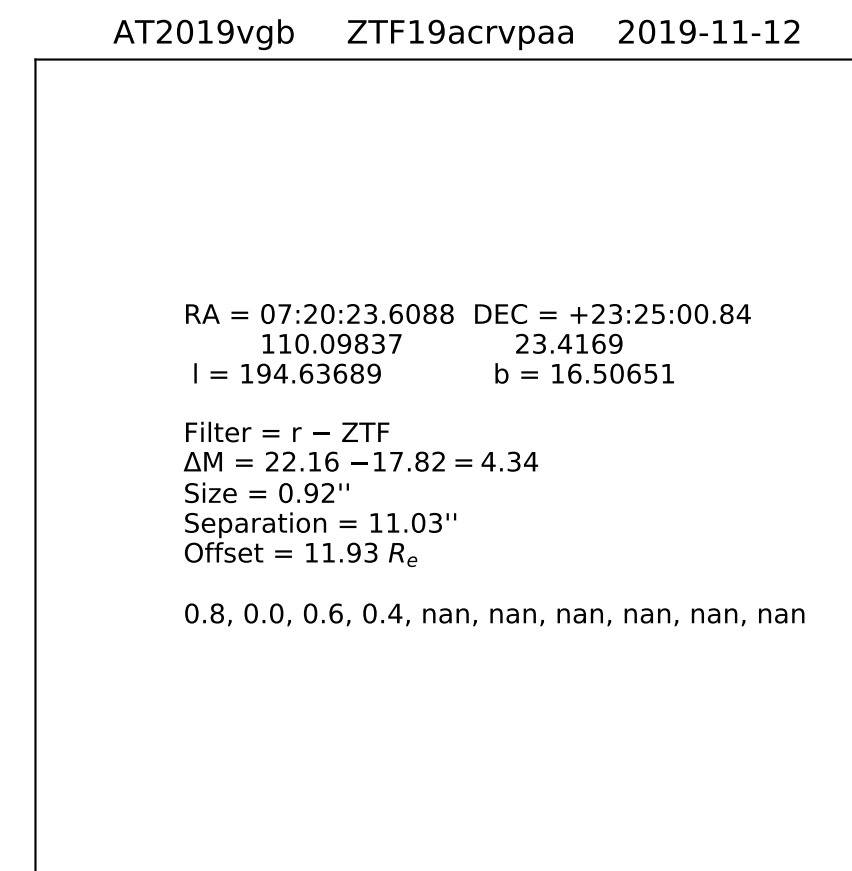 AT2019vgb ZTF19acrvpaa 2019-11-12
RA = 07:20:23.6088 DEC = +23:25:00.84
110.09837 23.4169
l = 194.63689 b = 16.50651
Filter = r − ZTF
ΔM = 22.16 −17.82 = 4.34
Size = 0.92''
Separation = 11.03''
Offset = 11.93 Re
0.8, 0.0, 0.6, 0.4, nan, nan, nan, nan, nan, nan